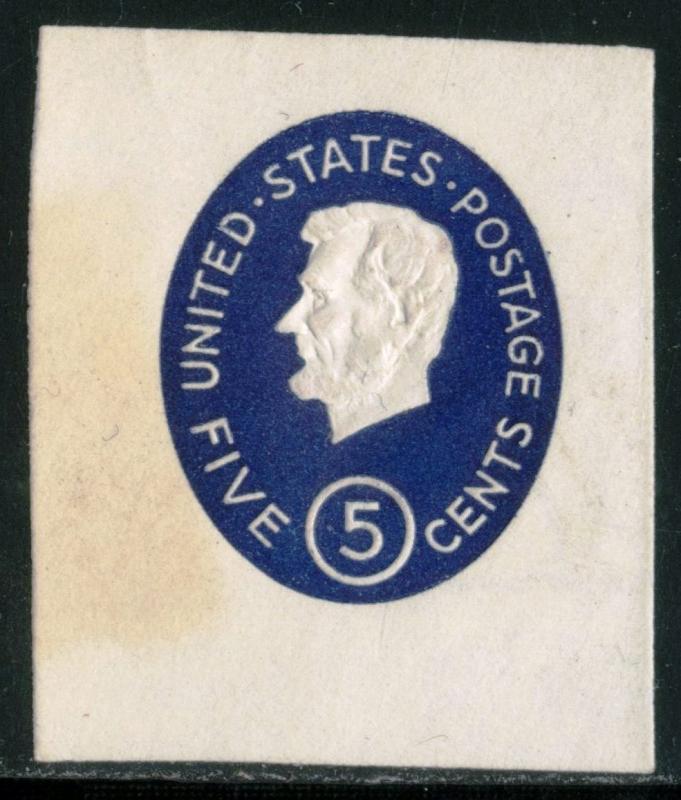 UNITED · STATES · POSTAGE
FIVE
5
CENTS